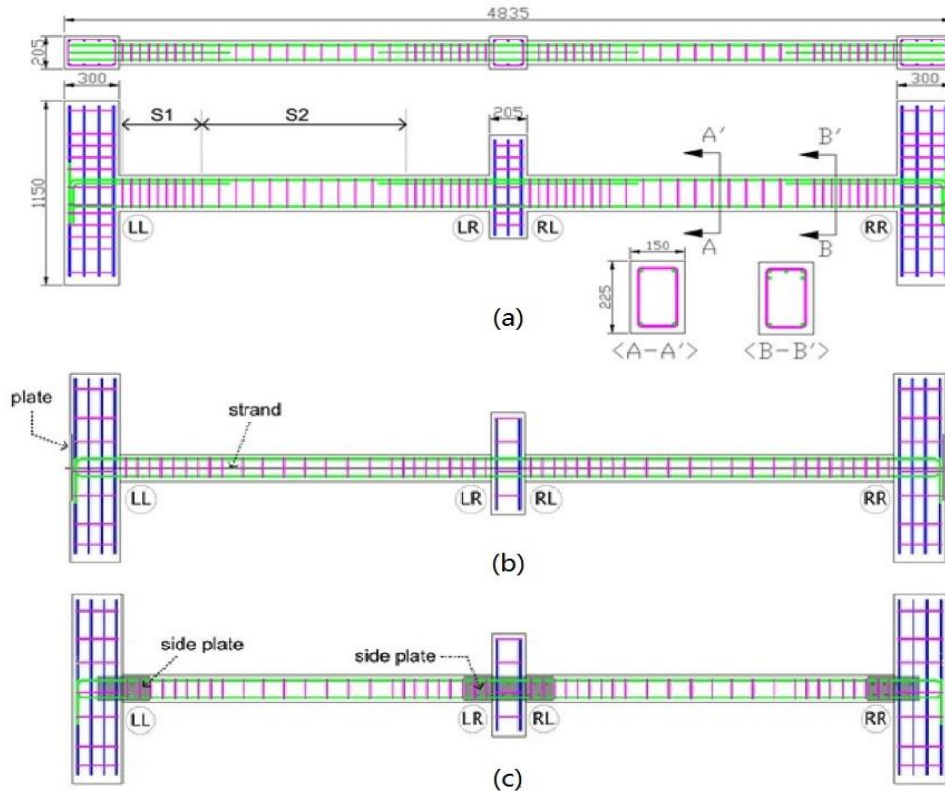 4835
205
300
300
S1
S2
205
A'
B'
1150
LL
LR
RL
RR
A
B
150
225
<A-A'>
<B-B'>
(a)
plate
strand
LL
LR
RL
RR
(b)
side plate
side plate
LL
LR
RL
RR
(c)